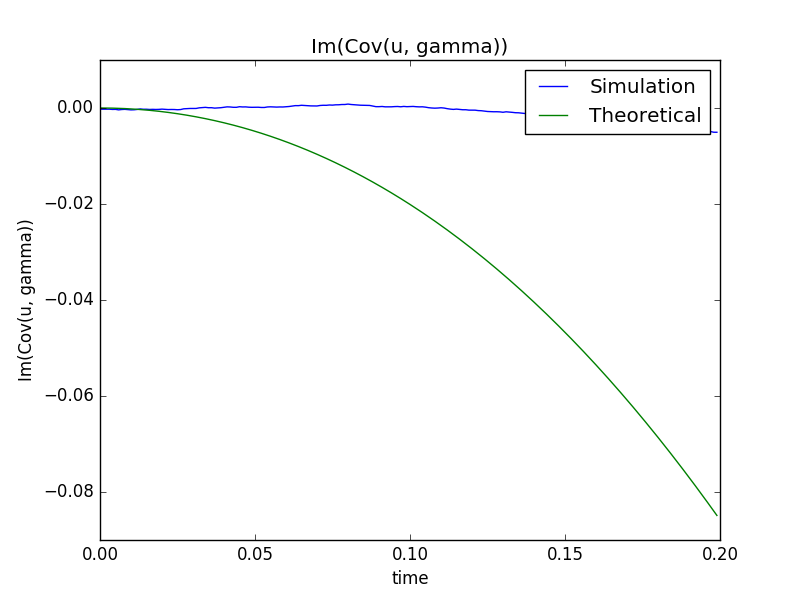 Im(Cov(u, gamma))
Simulation
Theoretical
0.00
−0.02
−0.04
−0.06
−0.08
Im(Cov(u, gamma))
0.00 0.05 0.10 0.15 0.20
time